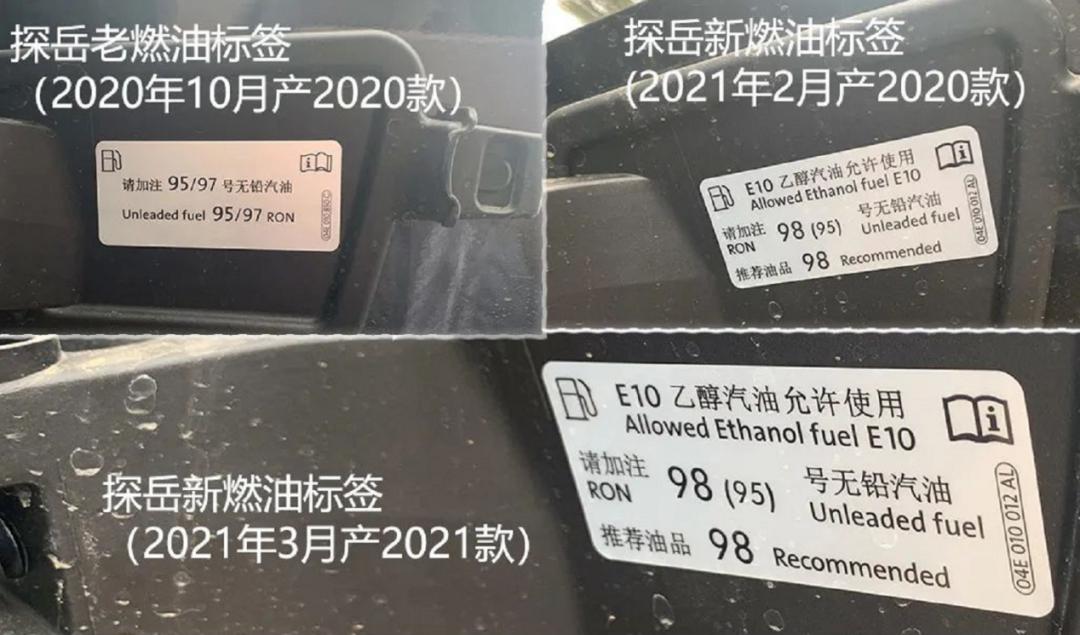 探岳老燃油标签
（2020年10月产2020款）
请加注 95/97 号无铅汽油
Unleaded fuel 95/97 RON
探岳新燃油标签
（2021年2月产2020款）
E10 乙醇汽油允许使用
Allowed Ethanol fuel E10
请加注 98 (95) 号无铅汽油
RON Unleaded fuel
推荐油品 98 Recommended
04E 010 012 AL
探岳新燃油标签
（2021年3月产2021款）
E10 乙醇汽油允许使用
Allowed Ethanol fuel E10
请加注 98 (95) 号无铅汽油
RON Unleaded fuel
推荐油品 98 Recommended
04E 010 012 AL